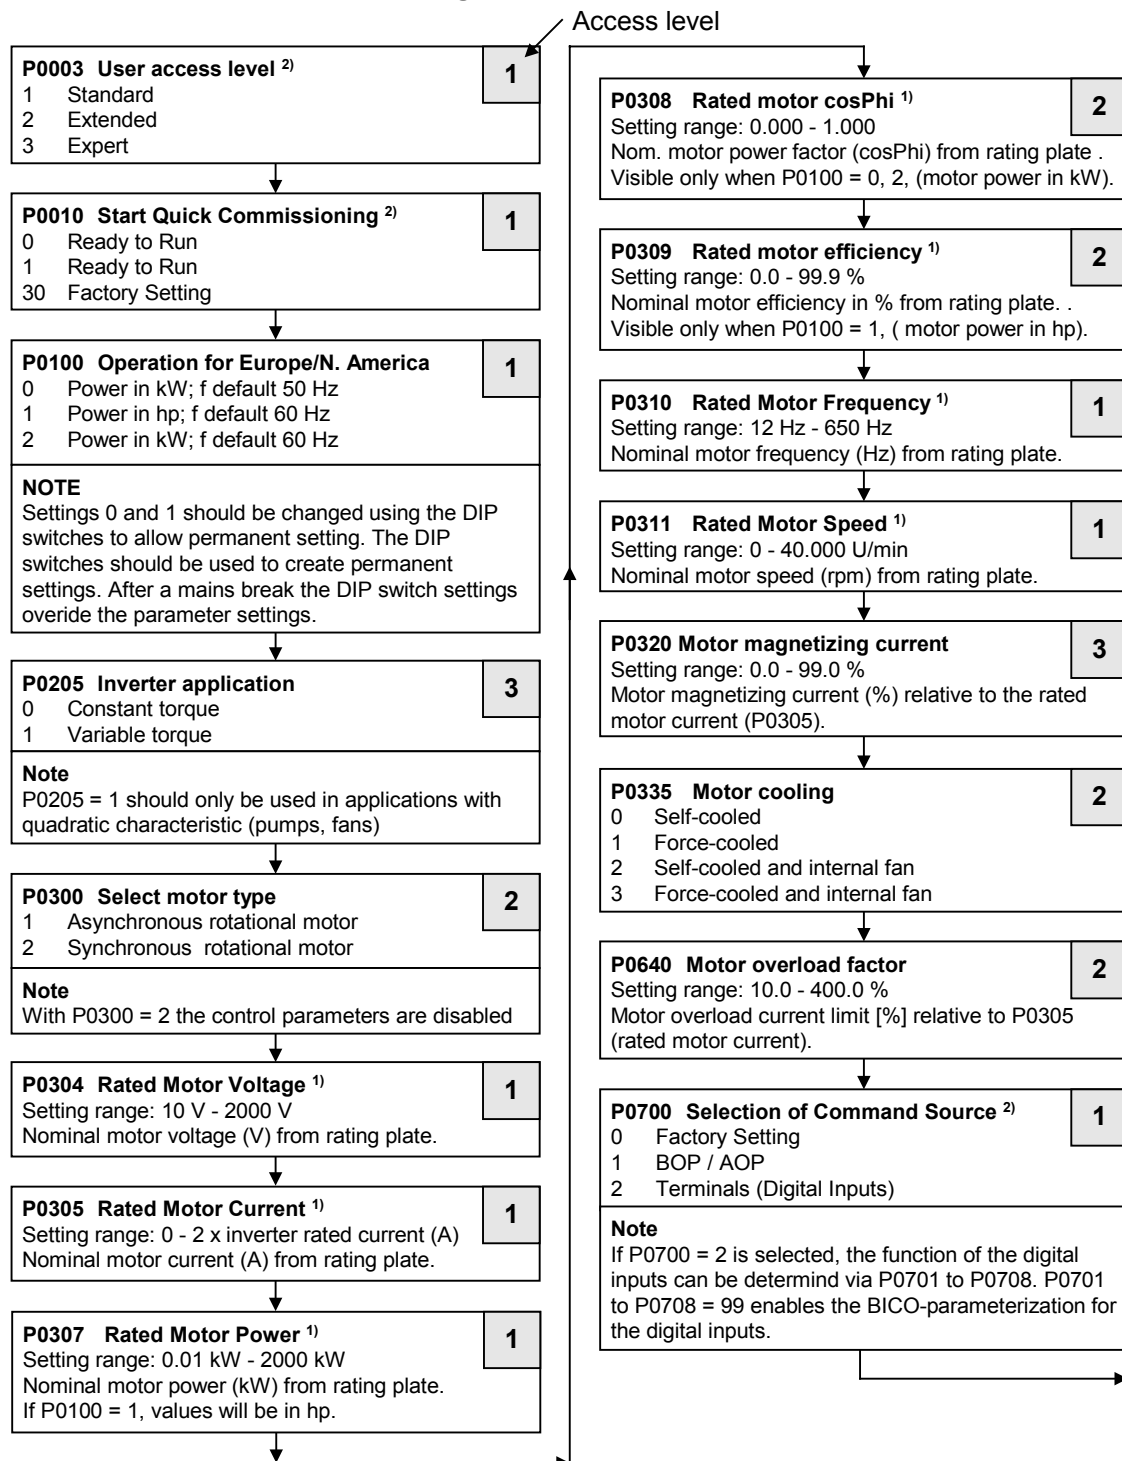 Access level
P0003 User access level 2)
1
1 Standard
2 Extended
3 Expert
P0010 Start Quick Commissioning 2)
1
0 Ready to Run
1 Ready to Run
30 Factory Setting
P0100 Operation for Europe/N. America
1
0 Power in kW; f default 50 Hz
1 Power in hp; f default 60 Hz
2 Power in kW; f default 60 Hz
NOTE
Settings 0 and 1 should be changed using the DIP
switches to allow permanent setting. The DIP
switches should be used to create permanent
settings. After a mains break the DIP switch settings
overide the parameter settings.
P0205 Inverter application
3
0 Constant torque
1 Variable torque
Note
P0205 = 1 should only be used in applications with
quadratic characteristic (pumps, fans)
P0300 Select motor type
2
1 Asynchronous rotational motor
2 Synchronous rotational motor
Note
With P0300 = 2 the control parameters are disabled
P0304 Rated Motor Voltage 1)
1
Setting range: 10 V - 2000 V
Nominal motor voltage (V) from rating plate.
P0305 Rated Motor Current 1)
1
Setting range: 0 - 2 x inverter rated current (A)
Nominal motor current (A) from rating plate.
P0307 Rated Motor Power 1)
1
Setting range: 0.01 kW - 2000 kW
Nominal motor power (kW) from rating plate.
If P0100 = 1, values will be in hp.
P0308 Rated motor cosPhi 1)
2
Setting range: 0.000 - 1.000
Nom. motor power factor (cosPhi) from rating plate .
Visible only when P0100 = 0, 2, (motor power in kW).
P0309 Rated motor efficiency 1)
2
Setting range: 0.0 - 99.9 %
Nominal motor efficiency in % from rating plate. .
Visible only when P0100 = 1, ( motor power in hp).
P0310 Rated Motor Frequency 1)
1
Setting range: 12 Hz - 650 Hz
Nominal motor frequency (Hz) from rating plate.
P0311 Rated Motor Speed 1)
1
Setting range: 0 - 40.000 U/min
Nominal motor speed (rpm) from rating plate.
P0320 Motor magnetizing current
3
Setting range: 0.0 - 99.0 %
Motor magnetizing current (%) relative to the rated
motor current (P0305).
P0335 Motor cooling
2
0 Self-cooled
1 Force-cooled
2 Self-cooled and internal fan
3 Force-cooled and internal fan
P0640 Motor overload factor
2
Setting range: 10.0 - 400.0 %
Motor overload current limit [%] relative to P0305
(rated motor current).
P0700 Selection of Command Source 2)
1
0 Factory Setting
1 BOP / AOP
2 Terminals (Digital Inputs)
Note
If P0700 = 2 is selected, the function of the digital
inputs can be determind via P0701 to P0708. P0701
to P0708 = 99 enables the BICO-parameterization for
the digital inputs.